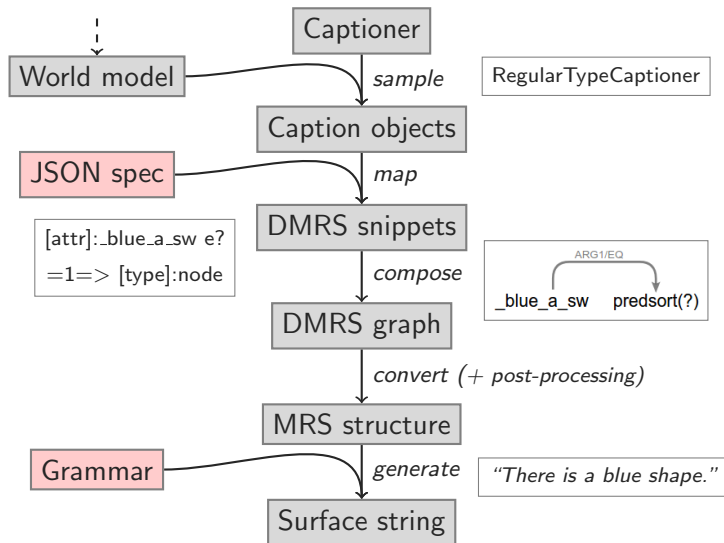 Captioner
World model
sample
RegularTypeCaptioner
Caption objects
JSON spec
map
[attr]:_blue_a_sw e?
=1=> [type]:node
DMRS snippets
compose
ARG1/EQ
_blue_a_sw predsort(?)
DMRS graph
convert (+ post-processing)
MRS structure
Grammar
generate
“There is a blue shape.”
Surface string